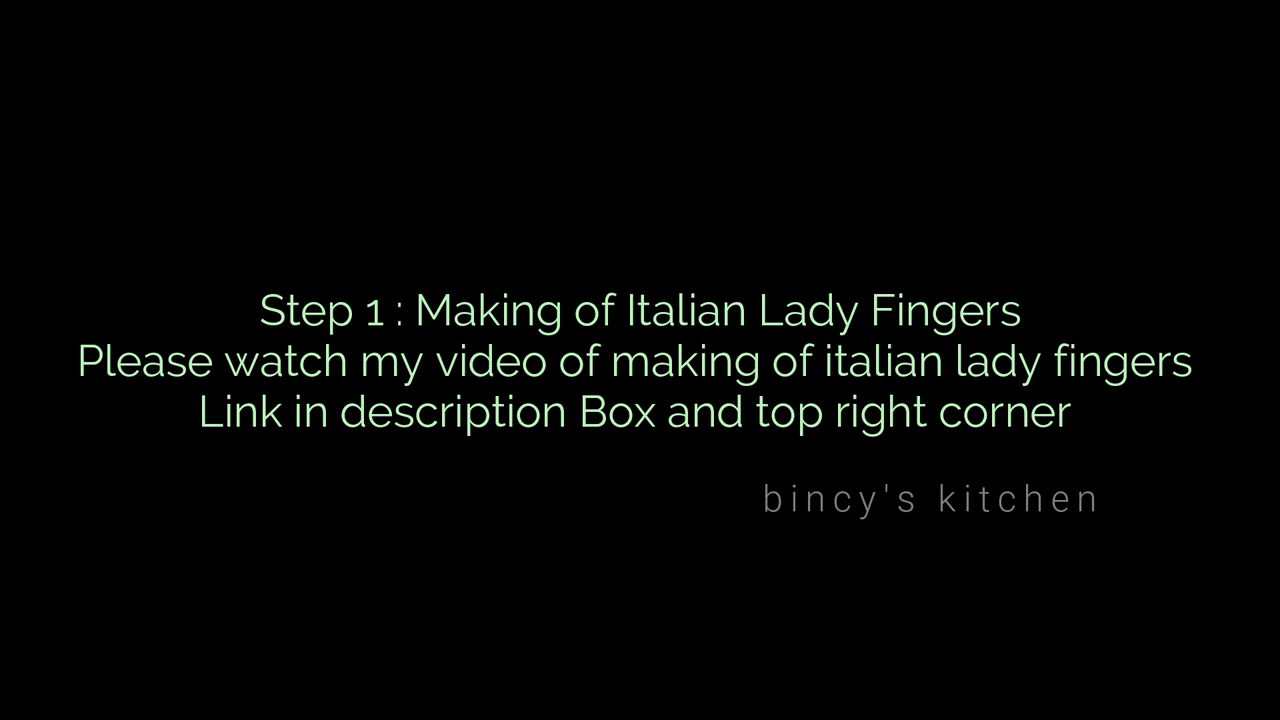 Step 1 : Making of Italian Lady Fingers
Please watch my video of making of italian lady fingers
Link in description Box and top right corner
bincy's kitchen